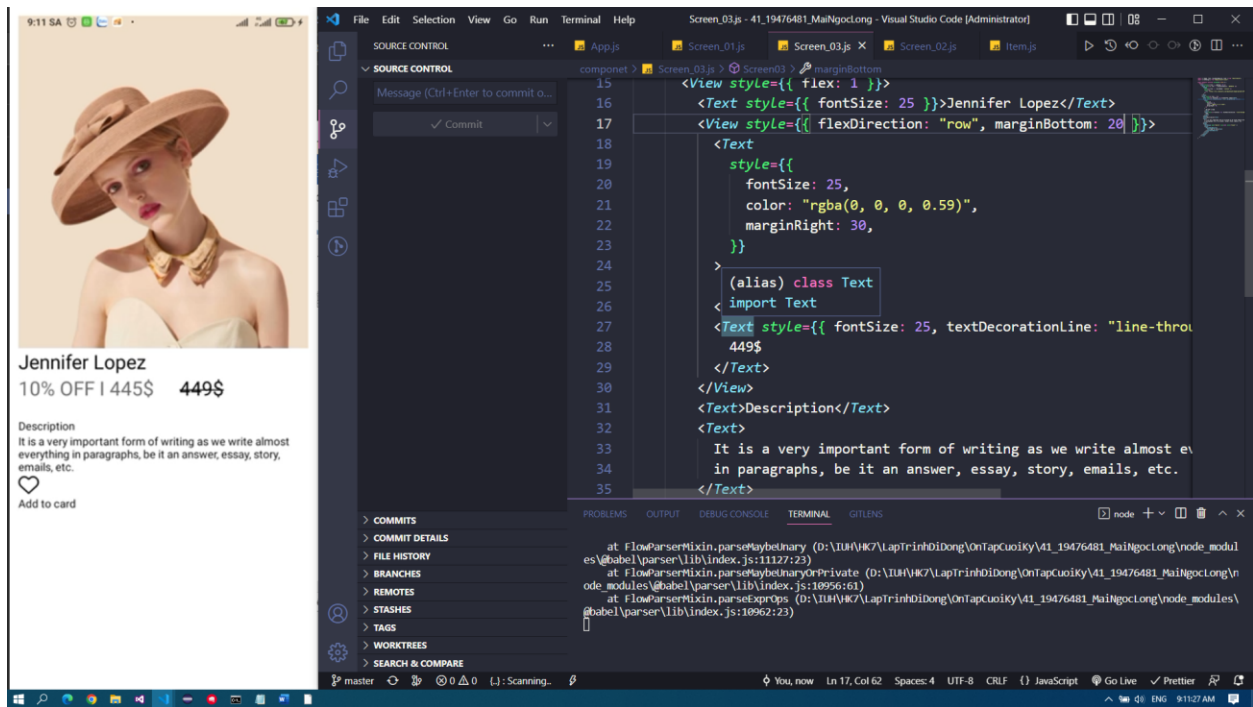 9:11 SA
Jennifer Lopez
10% OFF I 445$ 449$
Description
It is a very important form of writing as we write almost
everything in paragraphs, be it an answer, essay, story,
emails, etc.
Add to card
File Edit Selection View Go Run Terminal Help
Screen_03.js - 41_19476481_MaiNgocLong - Visual Studio Code [Administrator]
SOURCE CONTROL ...
SOURCE CONTROL
Message (Ctrl+Enter to commit o...
Commit
COMMITS
COMMIT DETAILS
FILE HISTORY
BRANCHES
REMOTES
STASHES
TAGS
WORKTREES
SEARCH & COMPARE
App.js Screen_01.js Screen_03.js Screen_02.js Item.js
componet > Screen_03.js > Screen03 > marginBottom
15 <View style={{ flex: 1 }}>
16 <Text style={{ fontSize: 25 }}>Jennifer Lopez</Text>
17 <View style={{ flexDirection: "row", marginBottom: 20 }}>
18 <Text
19 style={{
20 fontSize: 25,
21 color: "rgba(0, 0, 0, 0.59)",
22 marginRight: 30,
23 }}
24 >
25
26 <
(alias) class Text
import Text
27 <Text style={{ fontSize: 25, textDecorationLine: "line-throu
28 449$
29 </Text>
30 </View>
31 <Text>Description</Text>
32 <Text>
33 It is a very important form of writing as we write almost ev
34 in paragraphs, be it an answer, essay, story, emails, etc.
35 </Text>
PROBLEMS OUTPUT DEBUG CONSOLE TERMINAL GITLENS
node
at FlowParserMixin.parseMaybeUnary (D:\IUH\HK7\LapTrinhDiDong\OnTapCuoiKy\41_19476481_MaiNgocLong\node_modul
es\@babel\parser\lib\index.js:11127:23)
at FlowParserMixin.parseMaybeUnaryOrPrivate (D:\IUH\HK7\LapTrinhDiDong\OnTapCuoiKy\41_19476481_MaiNgocLong\n
ode_modules\@babel\parser\lib\index.js:10956:61)
at FlowParserMixin.parseExprOps (D:\IUH\HK7\LapTrinhDiDong\OnTapCuoiKy\41_19476481_MaiNgocLong\node_modules\
@babel\parser\lib\index.js:10962:23)
master 0 0 {..} : Scanning..
You, now Ln 17, Col 62 Spaces: 4 UTF-8 CRLF {} JavaScript Go Live Prettier
ENG 9:11:27 AM